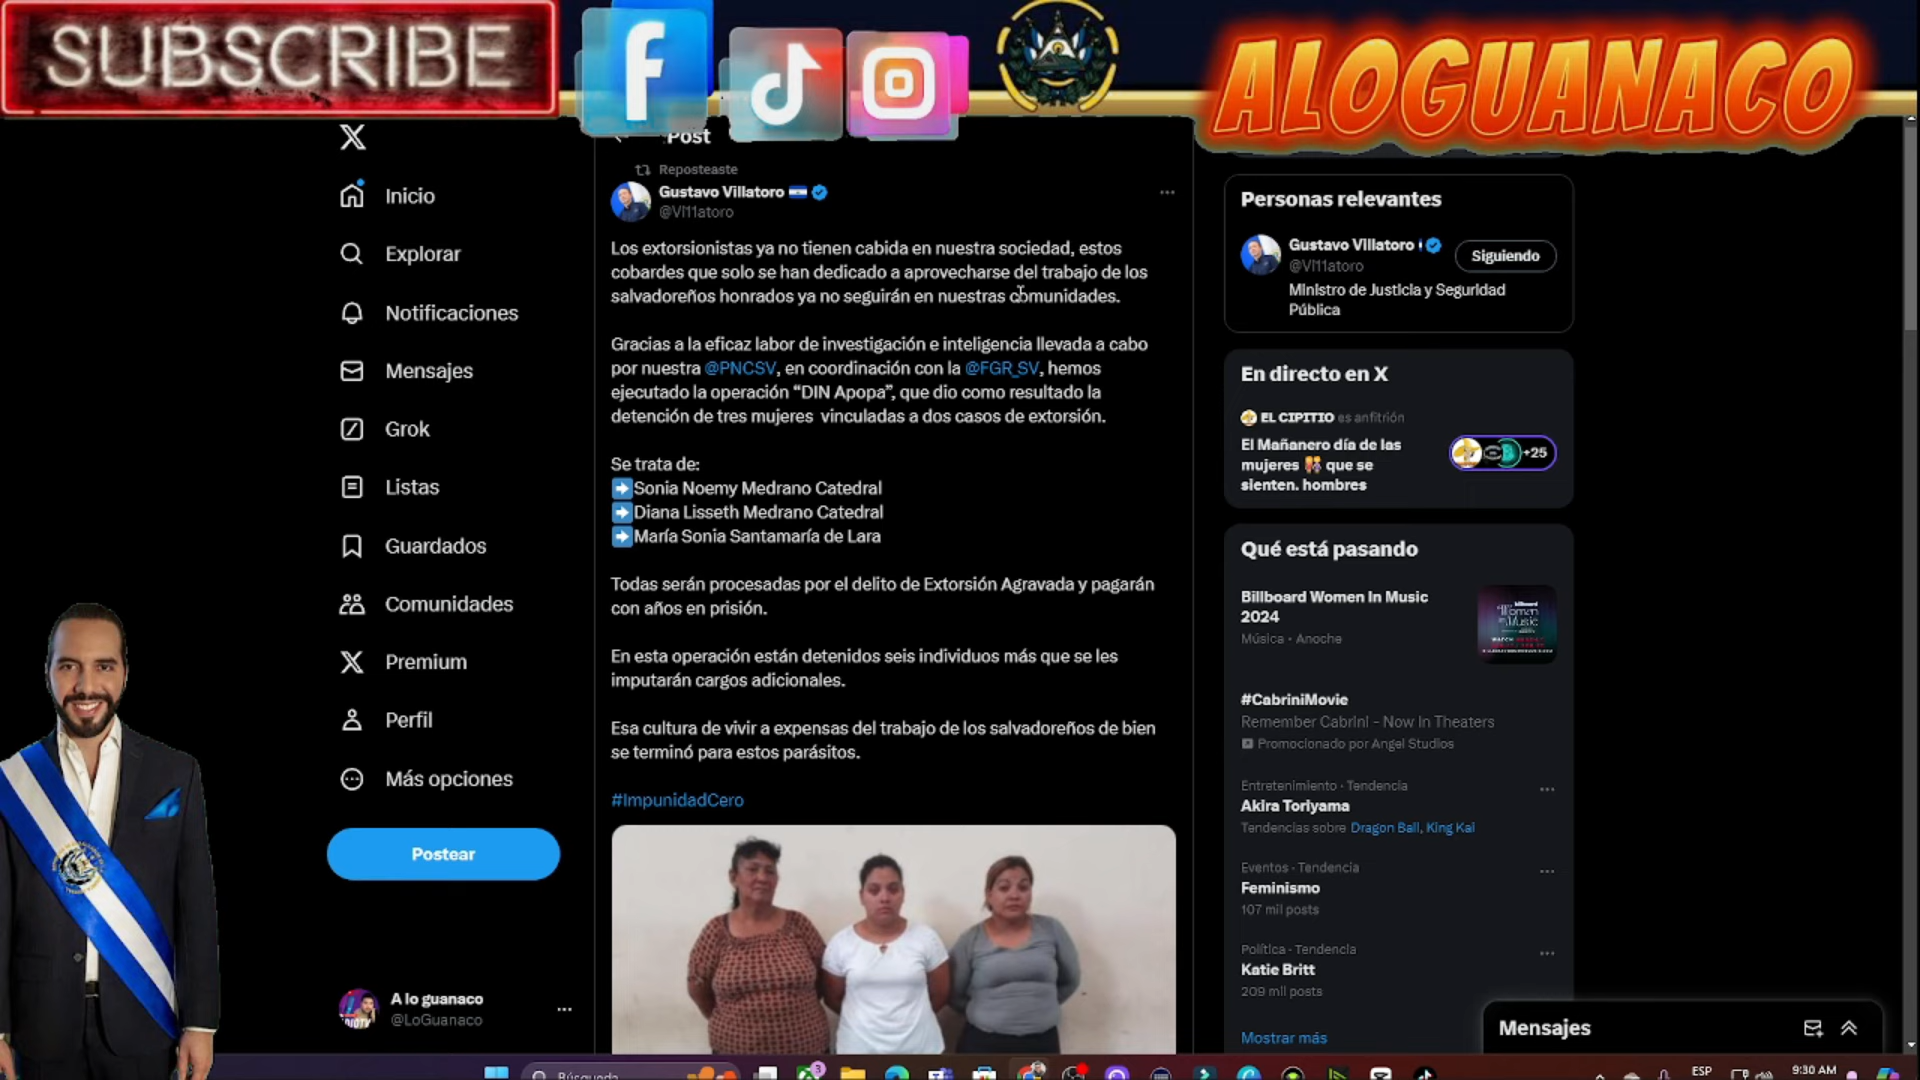 SUBSCRIBE
ALOGUANACO
Post
Reposteaste
Gustavo Villatoro
@Vi11atoro
Los extorsionistas ya no tienen cabida en nuestra sociedad, estos
cobardes que solo se han dedicado a aprovecharse del trabajo de los
salvadoreños honrados ya no seguirán en nuestras comunidades.
Gracias a la eficaz labor de investigación e inteligencia llevada a cabo
por nuestra @PNCSV, en coordinación con la @FGR_SV, hemos
ejecutado la operación “DIN Apopa”, que dio como resultado la
detención de tres mujeres vinculadas a dos casos de extorsión.
Se trata de:
Sonia Noemy Medrano Catedral
Diana Lisseth Medrano Catedral
María Sonia Santamaría de Lara
Todas serán procesadas por el delito de Extorsión Agravada y pagarán
con años en prisión.
En esta operación están detenidos seis individuos más que se les
imputarán cargos adicionales.
Esa cultura de vivir a expensas del trabajo de los salvadoreños de bien
se terminó para estos parásitos.
#ImpunidadCero
Inicio
Explorar
Notificaciones
Mensajes
Grok
Listas
Guardados
Comunidades
Premium
Perfil
Más opciones
Postear
A lo guanaco
@LoGuanaco
Personas relevantes
Gustavo Villatoro
@Vi11atoro
Siguiendo
Ministro de Justicia y Seguridad
Pública
En directo en X
EL CIPITIO es anfitrión
El Mañanero día de las
mujeres que se
sienten. hombres
+25
Qué está pasando
Billboard Women In Music
2024
Música · Anoche
#CabriniMovie
Remember Cabrini - Now In Theaters
Promocionado por Angel Studios
Entretenimiento · Tendencia
Akira Toriyama
Tendencias sobre Dragon Ball, King Kai
Eventos · Tendencia
Feminismo
107 mil posts
Política · Tendencia
Katie Britt
209 mil posts
Mostrar más
Mensajes
Búsqueda
3
ESP
9:30 AM